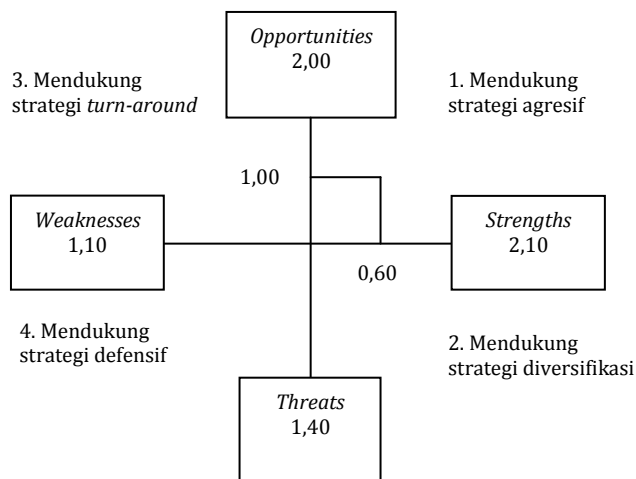 Opportunities
2,00
3. Mendukung
strategi turn-around
1. Mendukung
strategi agresif
1,00
Weaknesses
1,10
Strengths
2,10
0,60
4. Mendukung
strategi defensif
2. Mendukung
strategi diversifikasi
Threats
1,40